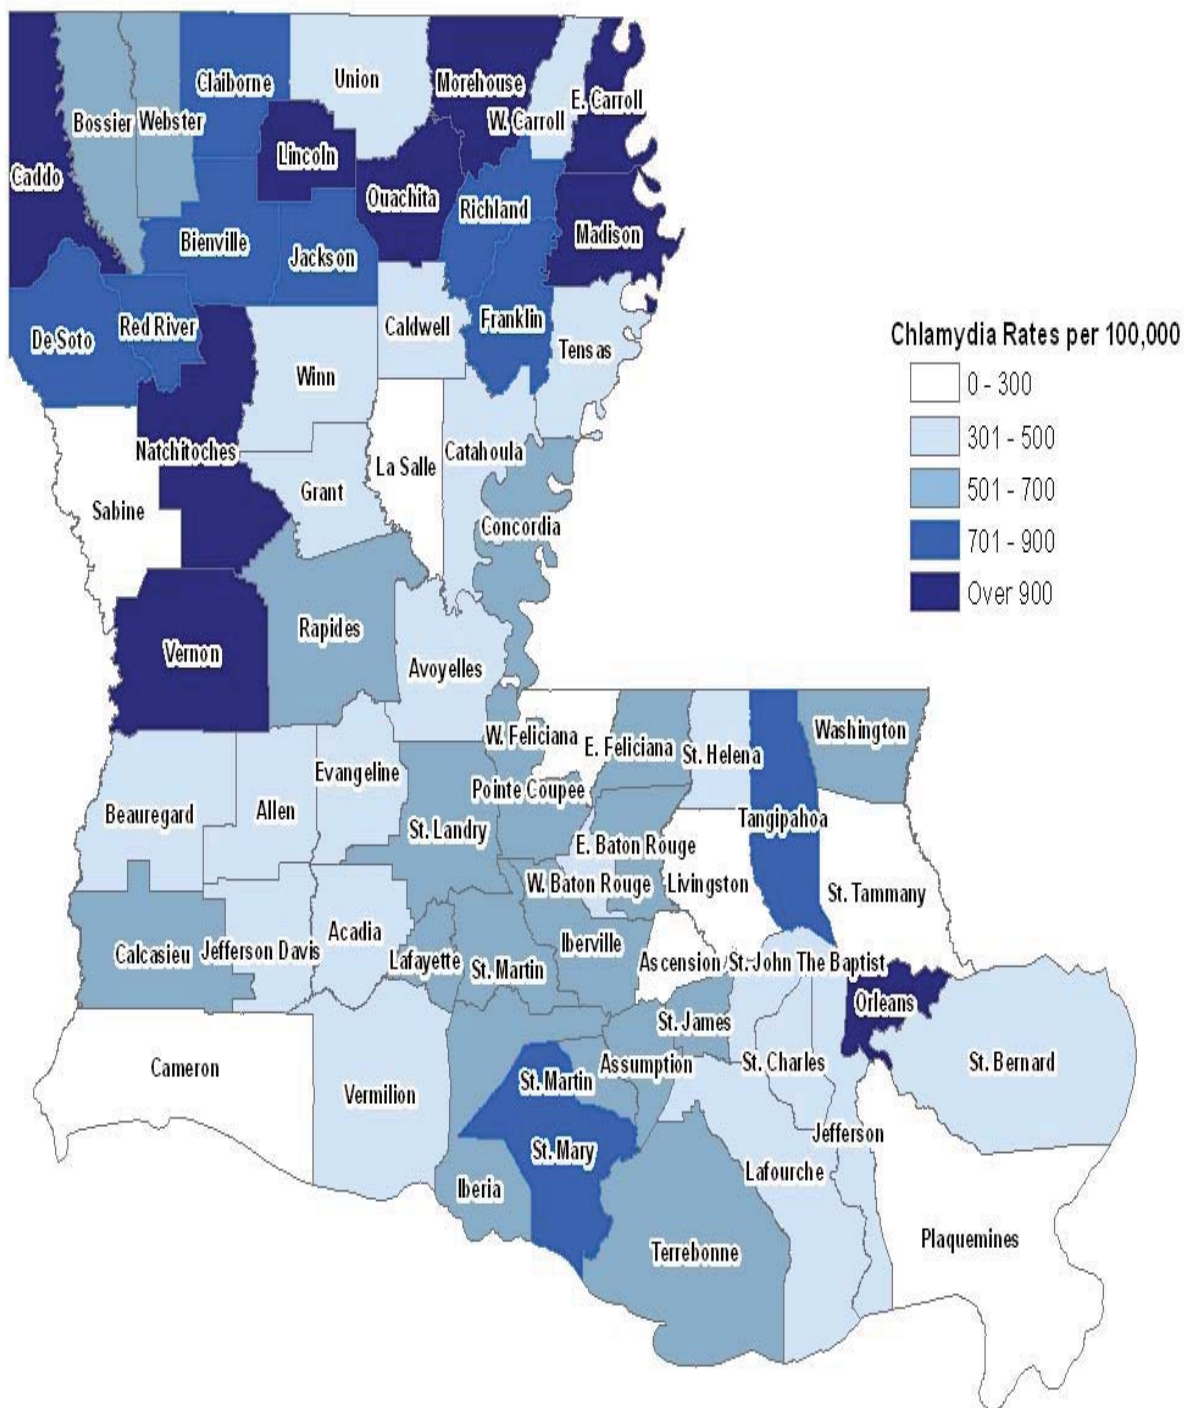 Claiborne
Union
Morehouse
E. Carroll
Bossier
Webster
W. Carroll
Lincoln
Caddo
Ouachita
Richland
Madison
Bienville
Jackson
De Soto
Red River
Caldwell
Franklin
Tensas
Winn
Natchitoches
La Salle
Catahoula
Sabine
Grant
Concordia
Rapides
Vernon
Avoyelles
Chlamydia Rates per 100,000
0 - 300
301 - 500
501 - 700
701 - 900
Over 900
W. Feliciana
E. Feliciana
St. Helena
Washington
Evangeline
Pointe Coupee
Beauregard
Allen
St. Landry
Tangipahoa
E. Baton Rouge
W. Baton Rouge
Livingston
St. Tammany
Calcasieu
Jefferson Davis
Acadia
Lafayette
St. Martin
Iberville
Ascension
St. John The Baptist
Orleans
St. James
Cameron
Vermilion
St. Martin
Assumption
St. Charles
St. Bernard
Jefferson
St. Mary
Iberia
Lafourche
Terrebonne
Plaquemines